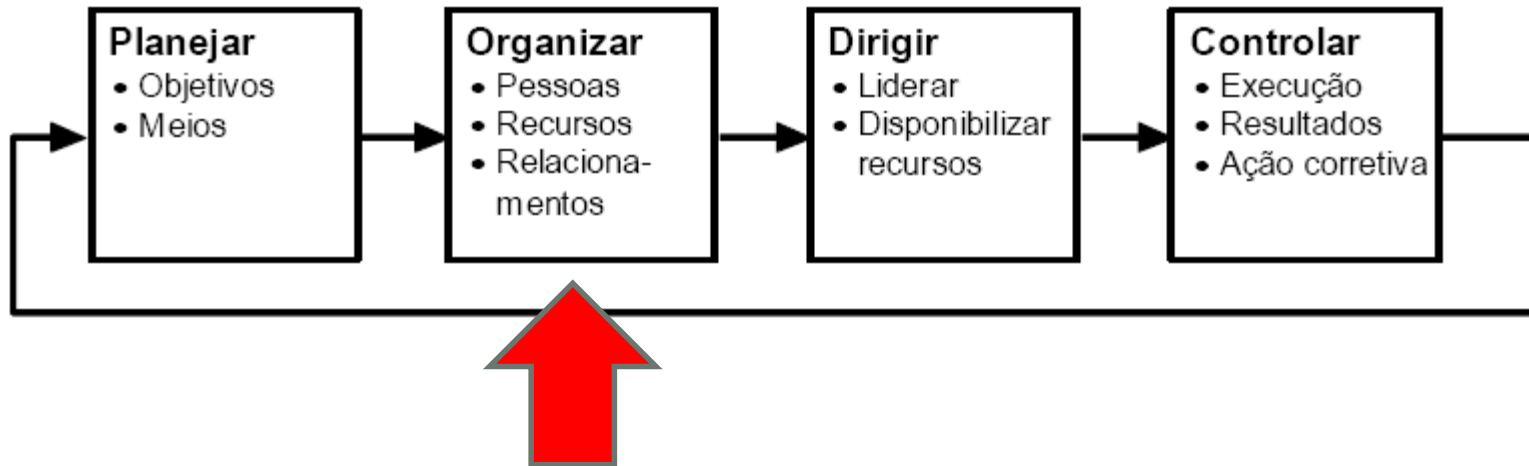 Planejar
• Objetivos
• Meios
Organizar
• Pessoas
• Recursos
• Relaciona-
mentos
Dirigir
• Liderar
• Disponibilizar
recursos
Controlar
• Execução
• Resultados
• Ação corretiva